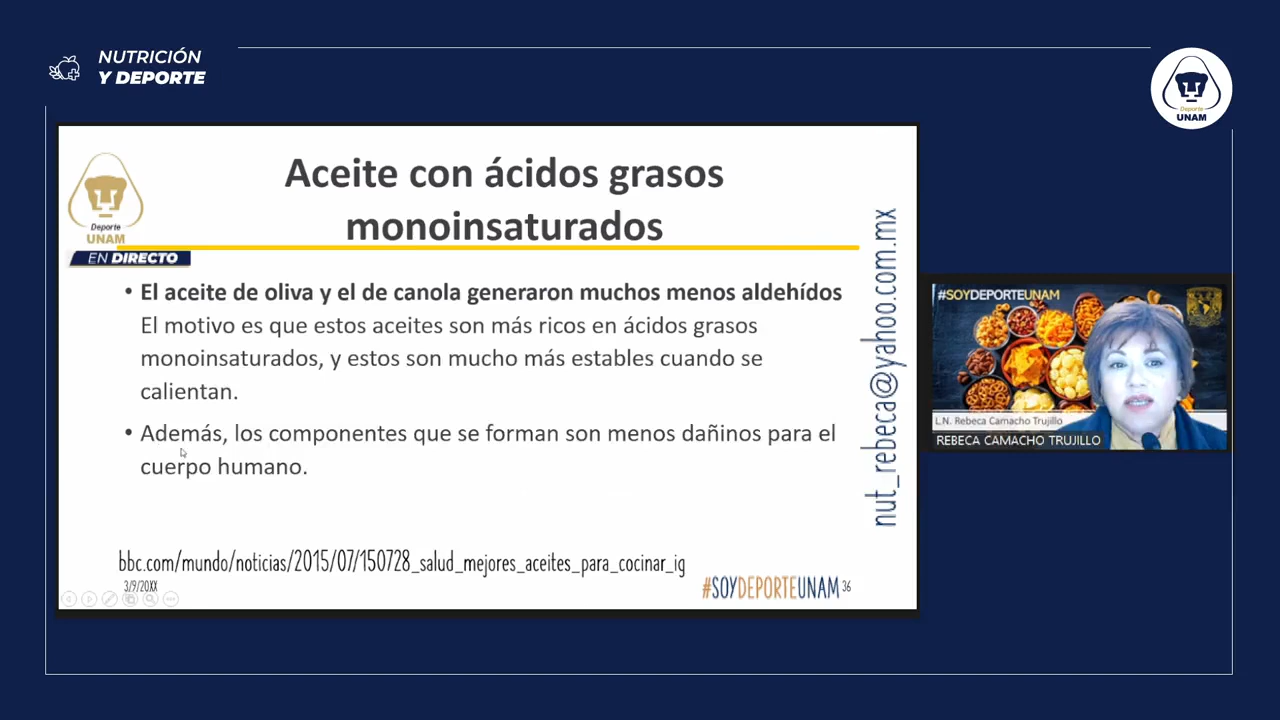 NUTRICIÓN
Y DEPORTE
Deporte
UNAM
Deporte
UNAM
EN DIRECTO
Aceite con ácidos grasos
monoinsaturados
• El aceite de oliva y el de canola generaron muchos menos aldehídos
El motivo es que estos aceites son más ricos en ácidos grasos
monoinsaturados, y estos son mucho más estables cuando se
calientan.
• Además, los componentes que se forman son menos dañinos para el
cuerpo humano.
nut_rebeca@yahoo.com.mx
bbc.com/mundo/noticias/2015/07/150728_salud_mejores_aceites_para_cocinar_ig
3/9/20XX
#SOYDEPORTEUNAM
36
#SOYDEPORTEUNAM
L.N. Rebeca Camacho Trujillo
REBECA CAMACHO TRUJILLO